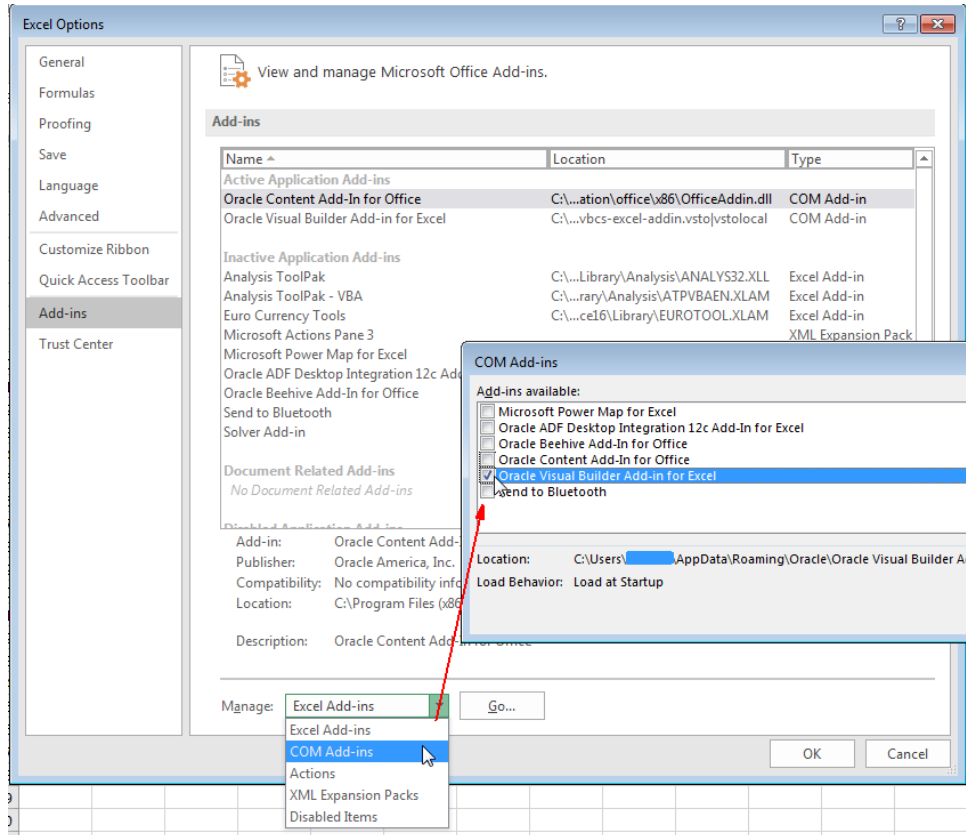 Excel Options
General
Formulas
Proofing
Save
Language
Advanced
Customize Ribbon
Quick Access Toolbar
Add-ins
Trust Center
View and manage Microsoft Office Add-ins.
Add-ins
Name Location Type
Active Application Add-ins
Oracle Content Add-In for Office C:\...ation\office\x86\OfficeAddin.dll COM Add-in
Oracle Visual Builder Add-in for Excel C:\...vbcs-excel-addin.vsto|vstolocal COM Add-in
Inactive Application Add-ins
Analysis ToolPak C:\...Library\Analysis\ANALYS32.XLL Excel Add-in
Analysis ToolPak - VBA C:\...rary\Analysis\ATPVBAEN.XLAM Excel Add-in
Euro Currency Tools C:\...ce16\Library\EUROTOOL.XLAM Excel Add-in
Microsoft Actions Pane 3 XML Expansion Pack
Microsoft Power Map for Excel
Oracle ADF Desktop Integration 12c Add
Oracle Beehive Add-In for Office
Send to Bluetooth
Solver Add-in
Document Related Add-ins
No Document Related Add-ins
Disabled Application Add-ins
Add-in: Oracle Content Add-
Publisher: Oracle America, Inc.
Compatibility: No compatibility info
Location: C:\Program Files (x86
Description: Oracle Content Add-In for Office
COM Add-ins
Add-ins available:
Microsoft Power Map for Excel
Oracle ADF Desktop Integration 12c Add-In for Excel
Oracle Beehive Add-In for Office
Oracle Content Add-In for Office
Oracle Visual Builder Add-in for Excel
Send to Bluetooth
Location: C:\Users\ \AppData\Roaming\Oracle\Oracle Visual Builder A
Load Behavior: Load at Startup
Manage: Excel Add-ins Go...
Excel Add-ins
COM Add-ins
Actions
XML Expansion Packs
Disabled Items
OK Cancel